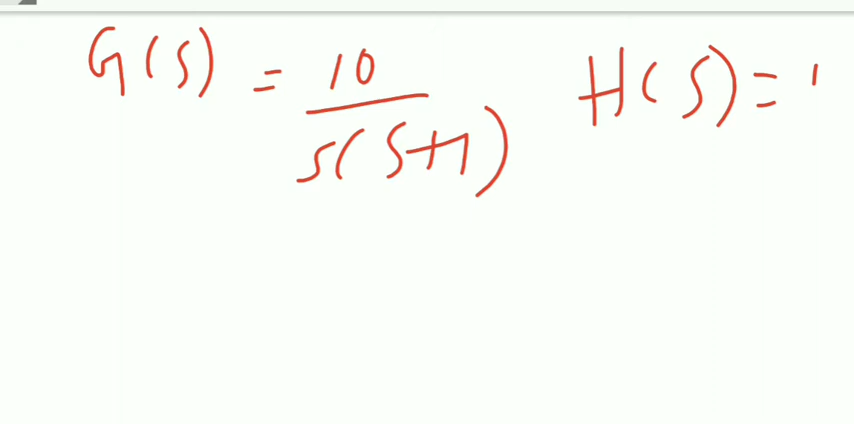 G(s) = 10 / s(s+1) H(s) = 1